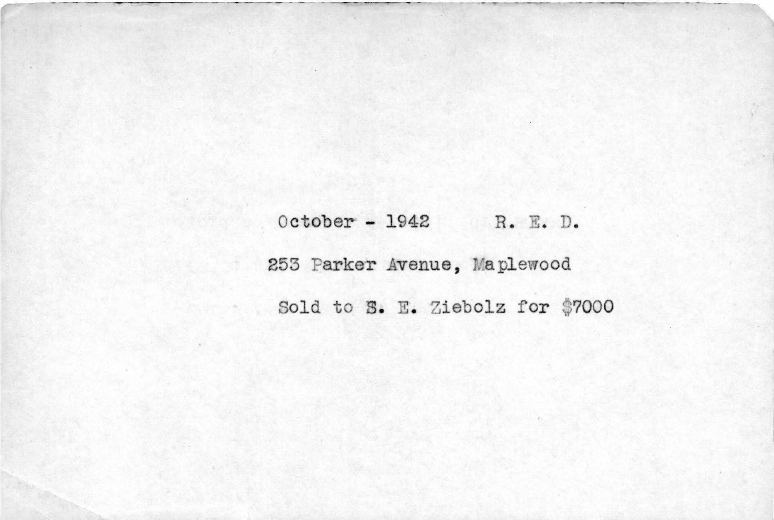 October - 1942 R. E. D.
253 Parker Avenue, Maplewood
Sold to S. E. Ziebolz for $7000